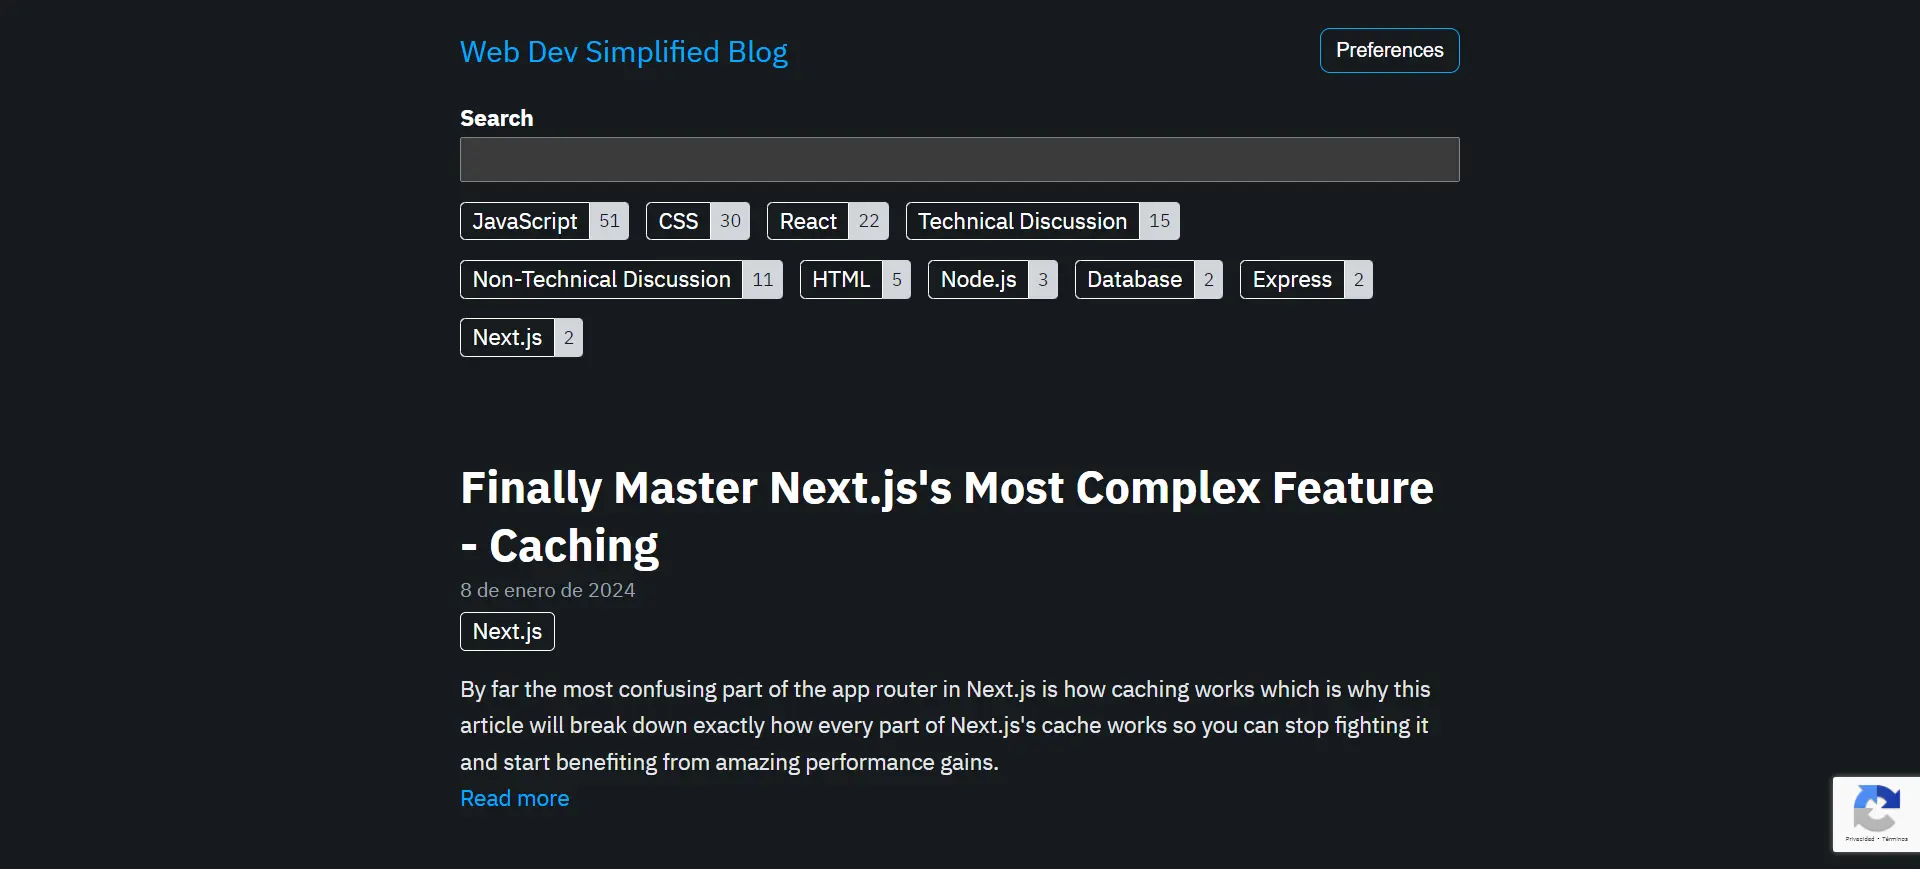 Web Dev Simplified Blog
Preferences
Search
JavaScript 51 CSS 30 React 22 Technical Discussion 15
Non-Technical Discussion 11 HTML 5 Node.js 3 Database 2 Express 2
Next.js 2
Finally Master Next.js's Most Complex Feature
- Caching
8 de enero de 2024
Next.js
By far the most confusing part of the app router in Next.js is how caching works which is why this
article will break down exactly how every part of Next.js's cache works so you can stop fighting it
and start benefiting from amazing performance gains.
Read more
Privacidad - Términos